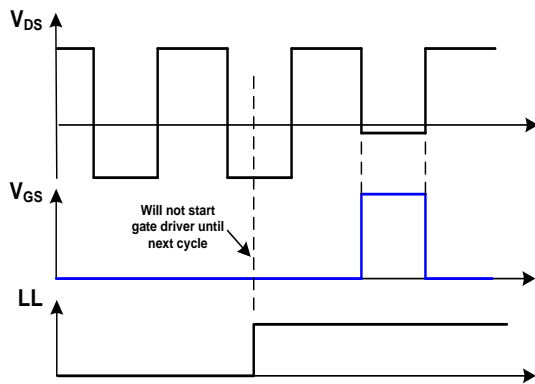 VDS
VGS
Will not start
gate driver until
next cycle
LL